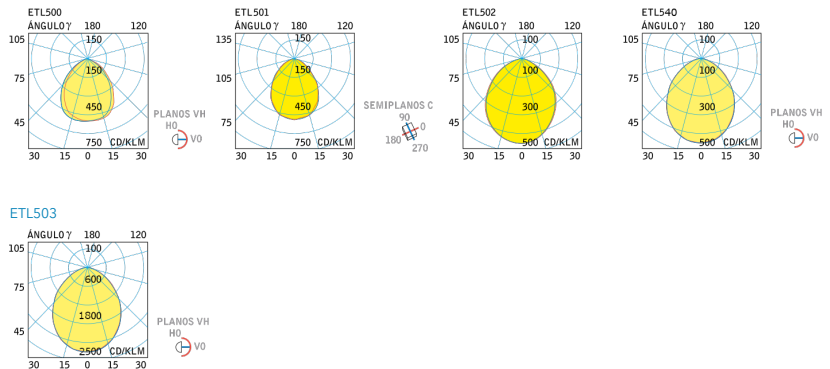 ETL500
ÁNGULO γ 180 120
105
150
150
75
450
45
750 CD/KLM
30 15 0 15 30
PLANOS VH
H0
V0
ETL501
ÁNGULO γ 180 120
135
150
150
105
450
75
750 CD/KLM
30 15 0 15 30
SEMIPLANOS C
90
0
180
270
ETL502
ÁNGULO γ 180 120
105
100
100
75
300
45
500 CD/KLM
30 15 0 15 30
ETL540
ÁNGULO γ 180 120
105
100
100
75
300
45
500 CD/KLM
30 15 0 15 30
PLANOS VH
H0
V0
ETL503
ÁNGULO γ 180 120
105
100
600
75
1800
45
2500 CD/KLM
30 15 0 15 30
PLANOS VH
H0
V0